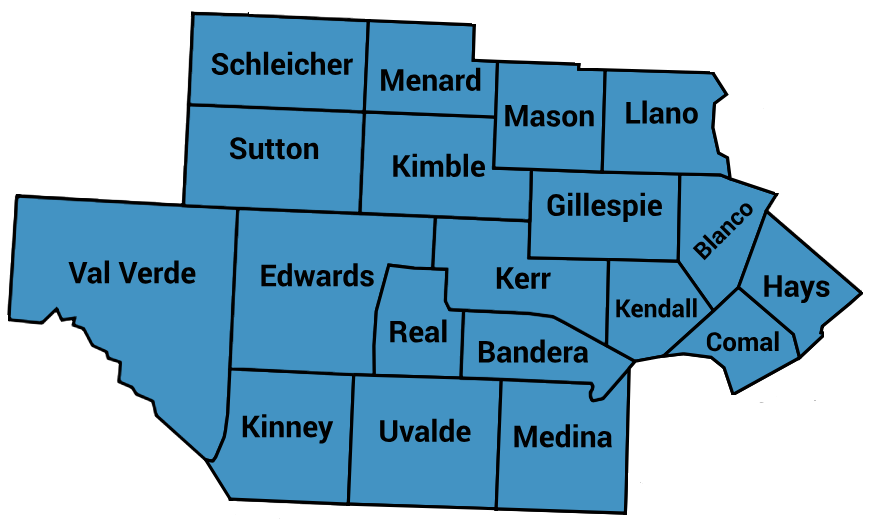 Schleicher
Menard
Mason
Llano
Sutton
Kimble
Gillespie
Blanco
Val Verde
Edwards
Kerr
Kendall
Hays
Real
Bandera
Comal
Kinney
Uvalde
Medina